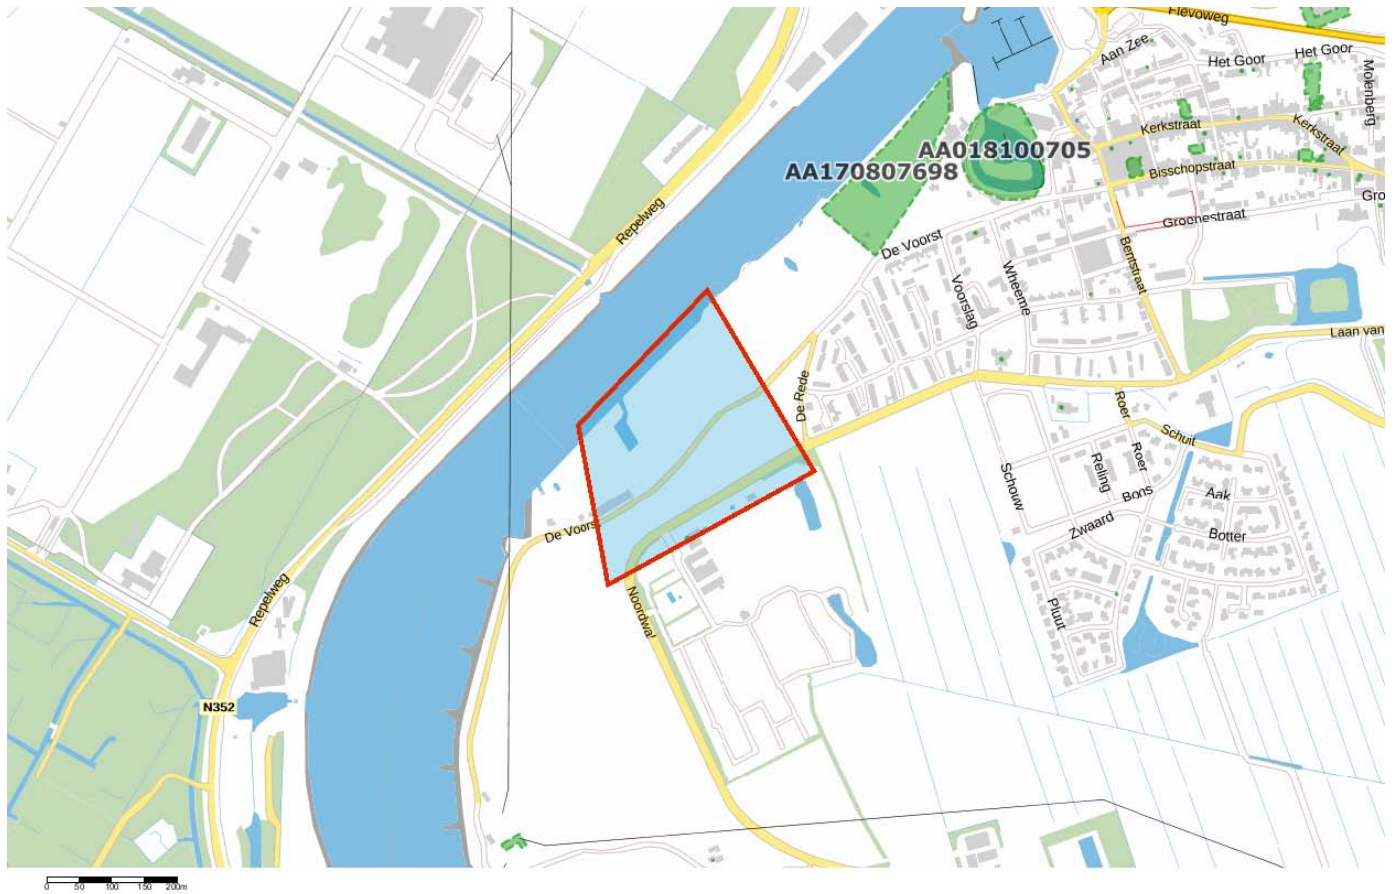 Flevoweg
Aan Zee
Het Goor
Het Goor
Molenberg
Kerkstraat
Kerkstraat
AA018100705
AA170807698
Bisschopstraat
Gro
Repelweg
Groenestraat
De Voorst
Bentstraat
Wheeme
Voorslag
Laan van
De Rede
Roer
Schuit
Roer
Reling
Schouw
Bons
Aak
Zwaard
Botter
De Voorst
Repelweg
Noordwal
Pluut
N352
0 50 100 150 200m